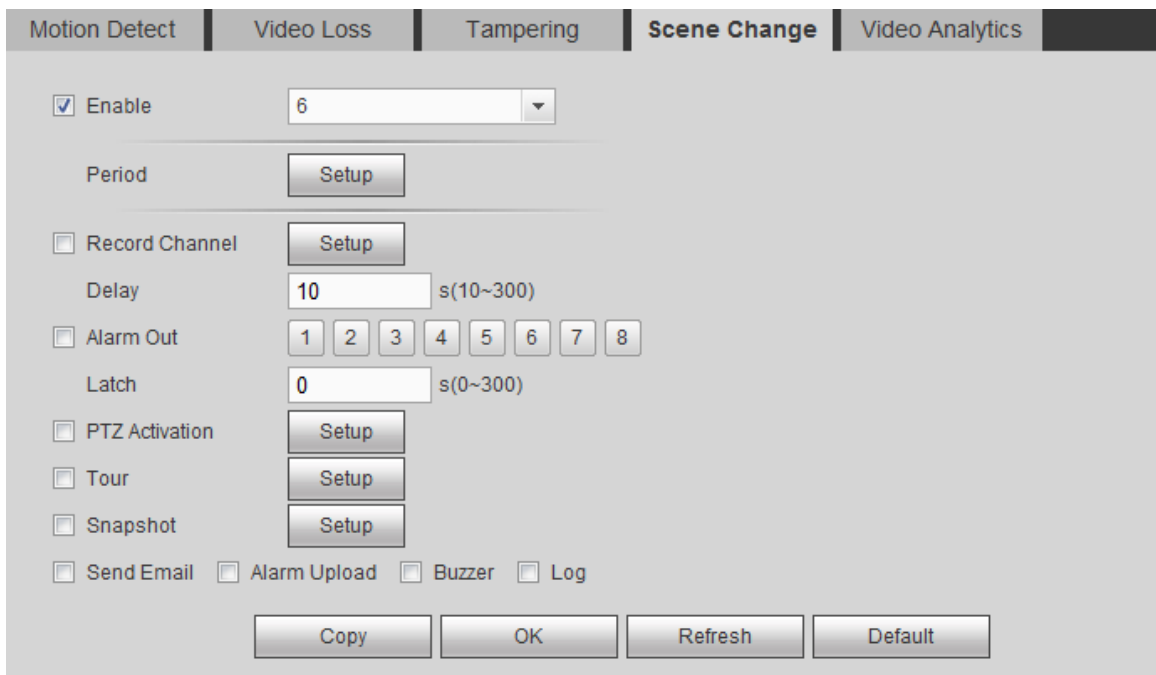 Motion Detect Video Loss Tampering Scene Change Video Analytics
Enable 6
Period Setup
Record Channel Setup
Delay 10 s(10~300)
Alarm Out 1 2 3 4 5 6 7 8
Latch 0 s(0~300)
PTZ Activation Setup
Tour Setup
Snapshot Setup
Send Email Alarm Upload Buzzer Log
Copy OK Refresh Default